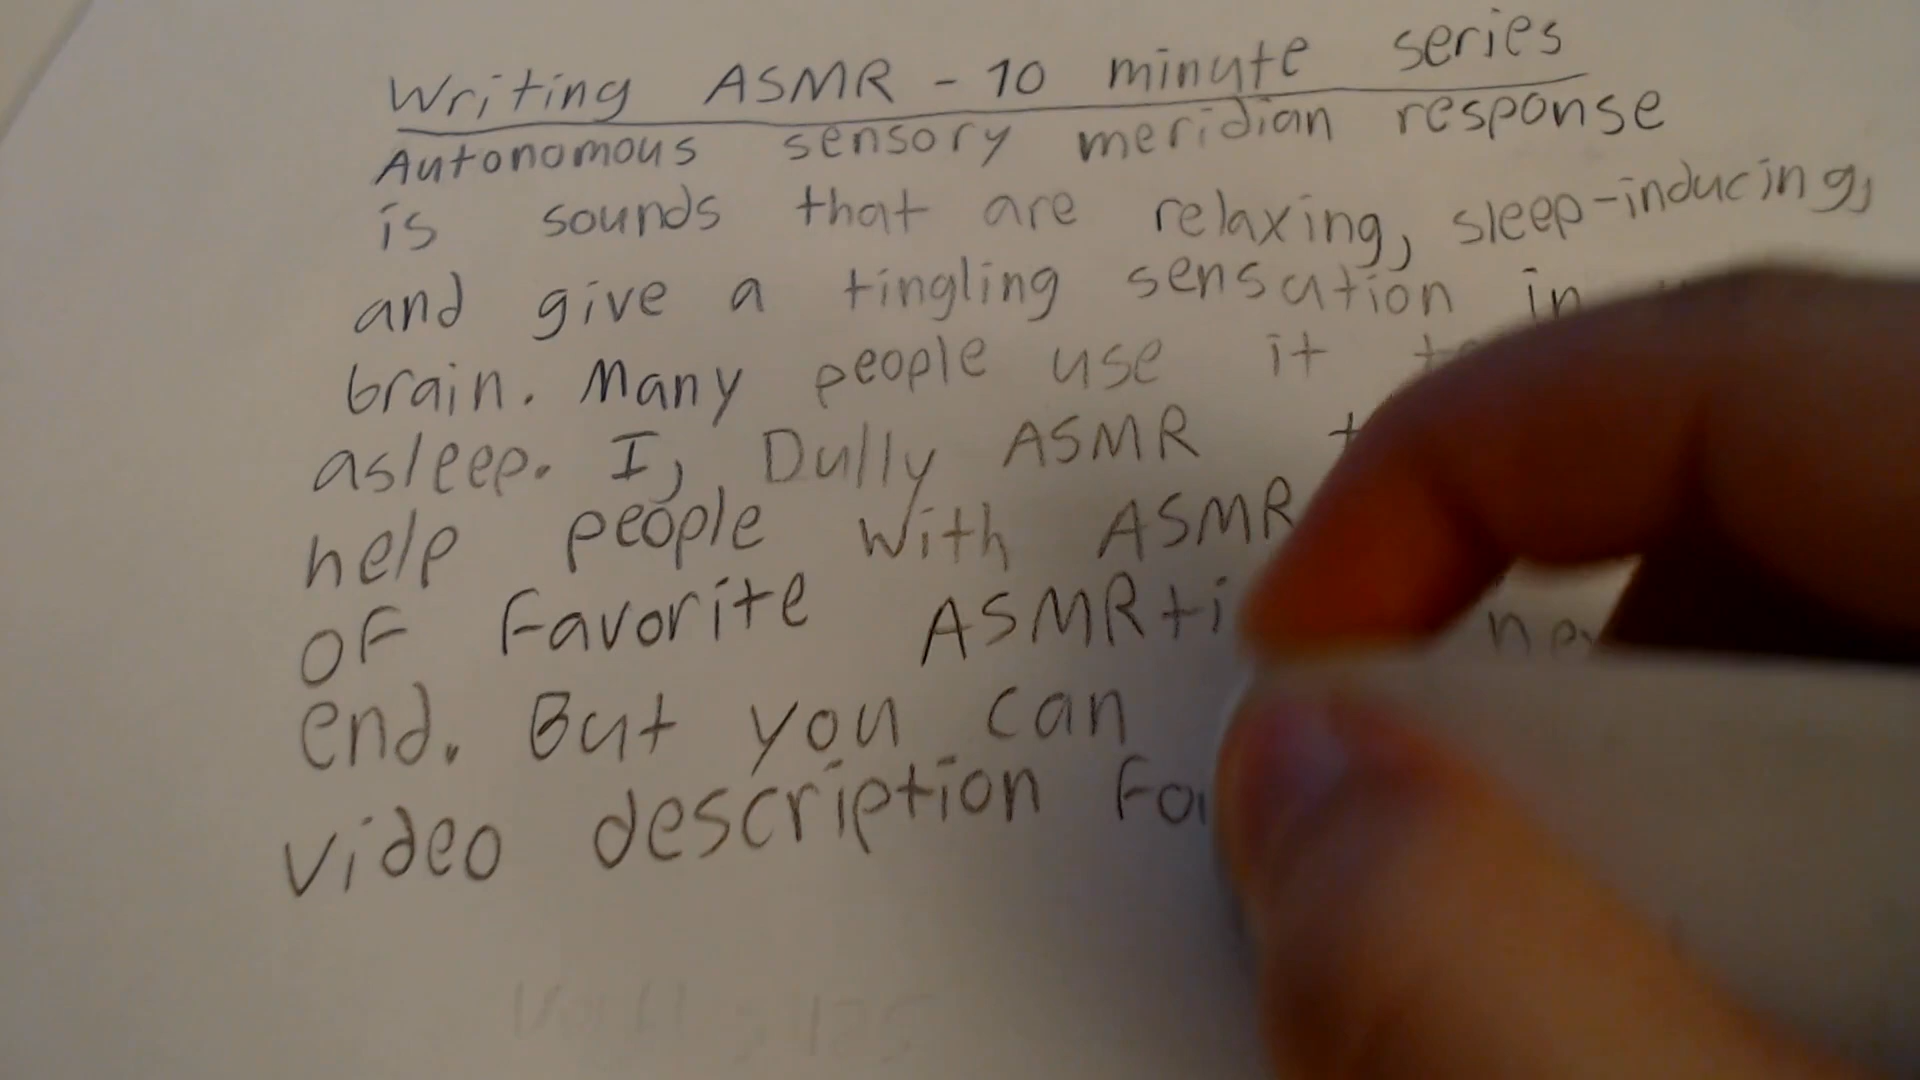 Writing ASMR - 10 minute series
Autonomous sensory meridian response
is sounds that are relaxing, sleep-inducing,
and give a tingling sensation in
brain. Many people use it
asleep. I, Dully ASMR
help people with ASMR
of favorite
end. But you can
video description